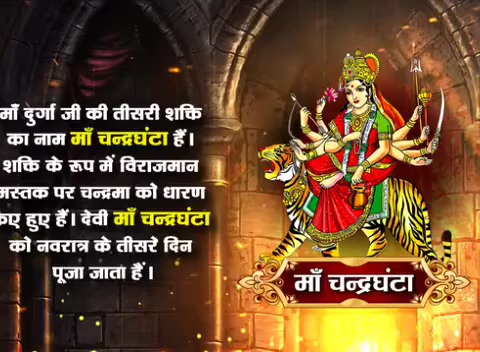 माँ दुर्गा जी की तीसरी शक्ति
का नाम माँ चन्द्रघंटा हैं।
शक्ति के रूप में विराजमान
मस्तक पर चन्द्रमा को धारण
किए हुए हैं। देवी माँ चन्द्रघंटा
को नवरात्र के तीसरे दिन
पूजा जाता हैं।
माँ चन्द्रघंटा